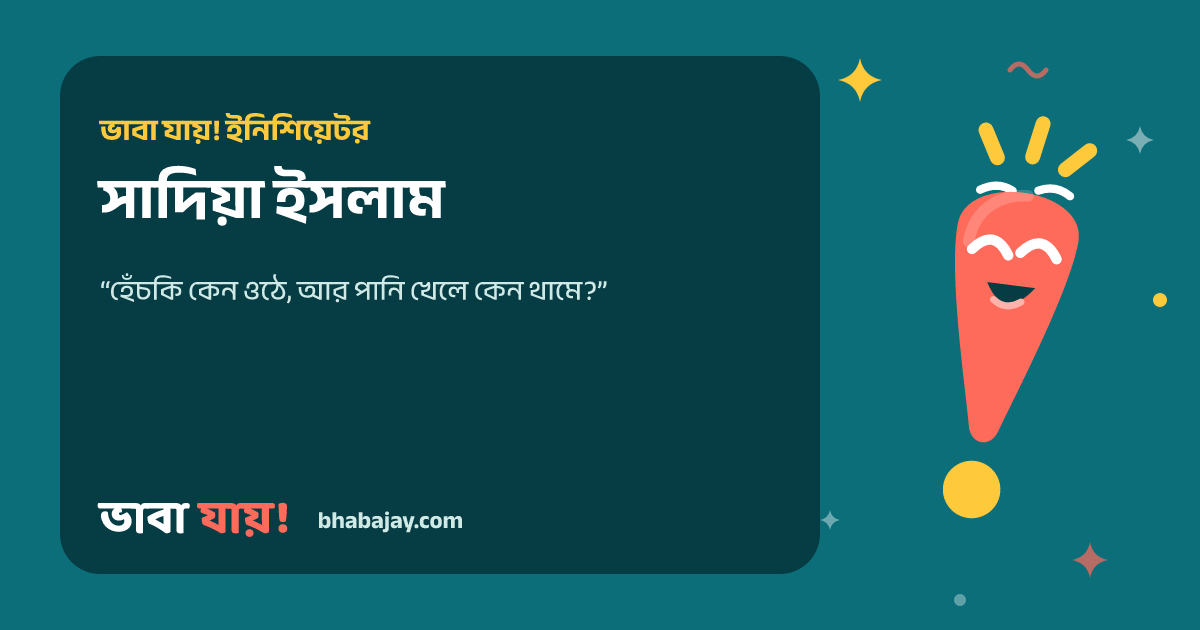 ভাবা যায়! ইনিশিয়েটর
সাদিয়া ইসলাম
“হেঁচকি কেন ওঠে, আর পানি খেলে কেন থামে?”
ভাবা যায়! bhabajay.com